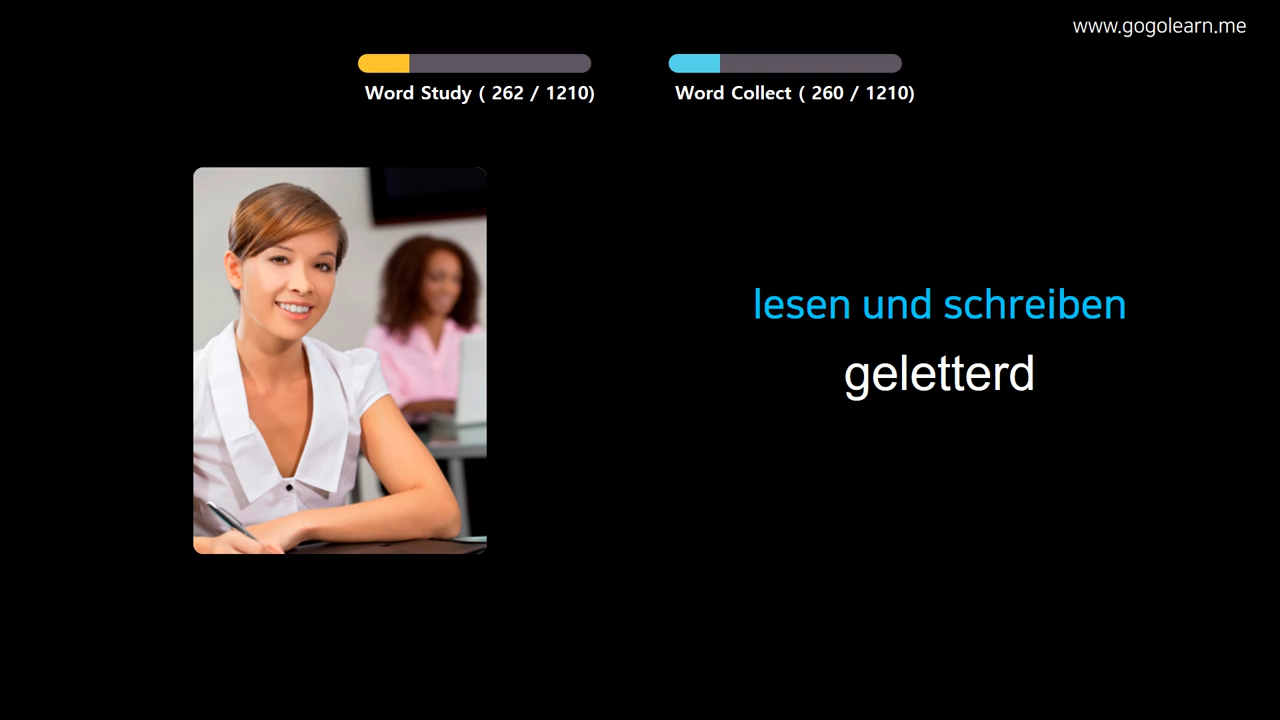 www.gogolearn.me
Word Study ( 262 / 1210)
Word Collect ( 260 / 1210)
lesen und schreiben
geletterd